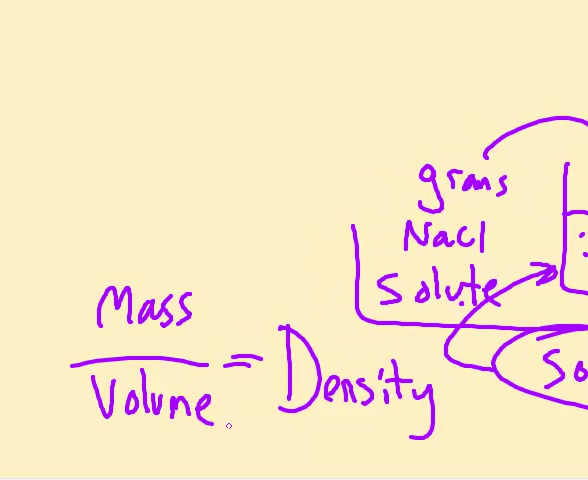 grams
NaCl
Solute
Mass
Volume
= Density